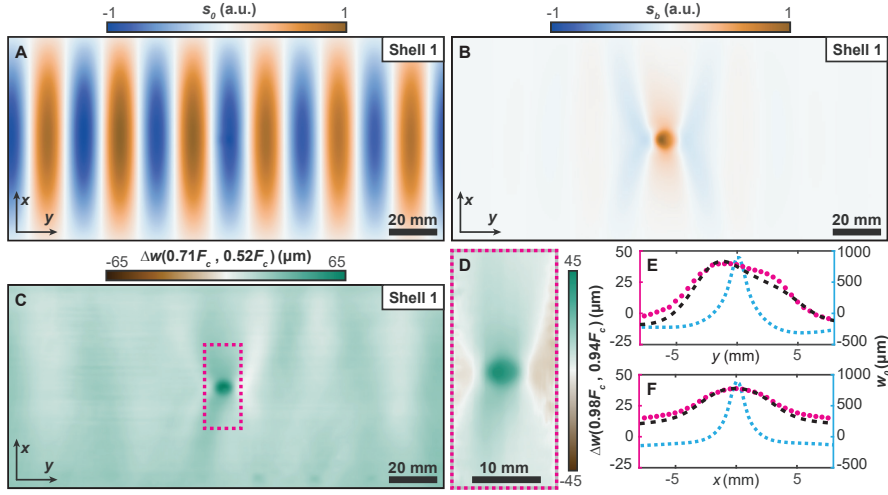 -1 s₀ (a.u.) 1
A Shell 1
x
y 20 mm
-1 s_b (a.u.) 1
B Shell 1
x
y 20 mm
Δw(0.71F_c , 0.52F_c) (μm)
-65 65
C Shell 1
x
y 20 mm
D
10 mm
45
-45
Δw(0.98F_c , 0.94F_c) (μm)
E
50
25
0
25
-5 5
y (mm)
1000
500
0
-500
F
50
25
0
25
-5 0 5
x (mm)
1000
500
0
-500
w₀ (μm)